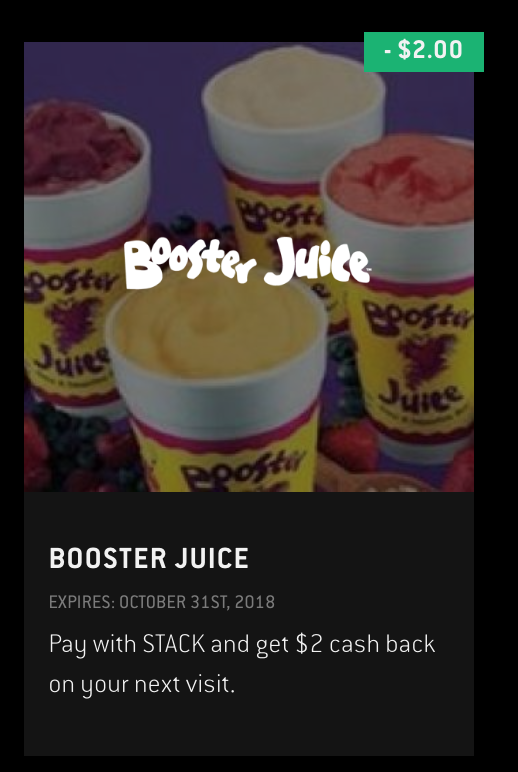 - $2.00
Booster
Booster Juice
Booster
Juice
Booster
Juice
Booster
BOOSTER JUICE
EXPIRES: OCTOBER 31ST, 2018
Pay with STACK and get $2 cash back
on your next visit.